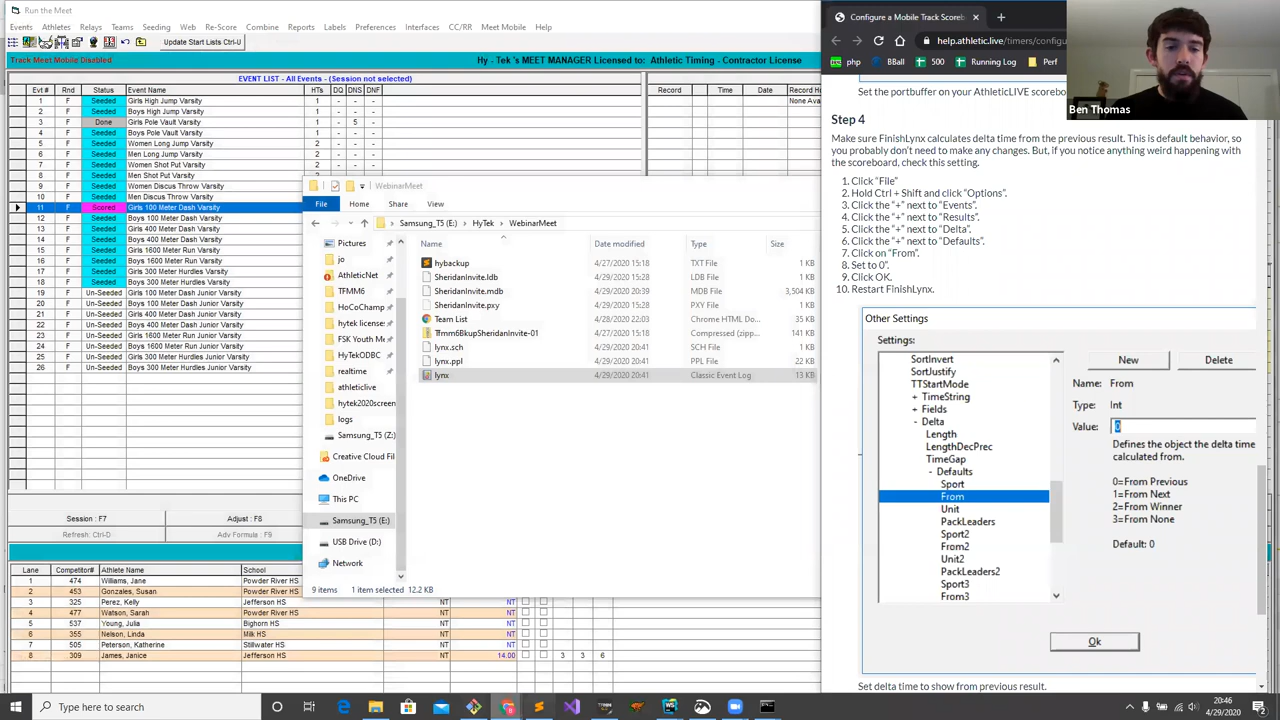 Run the Meet
Events Athletes Relays Teams Seeding Web Re-Score Combine Reports Labels Preferences Interfaces CC/RR Meet Mobile Help
Update Start Lists Ctrl-U
Track Meet Mobile Disabled
Hy - Tek's MEET MANAGER Licensed to: Athletic Timing - Contractor License
EVENT LIST - All Events - (Session not selected)
Evt # Rnd Status Event Name HTs DQ DNS DNF
Record Time Date Record H
None Ava
1 F Seeded Girls High Jump Varsity 1 - - -
2 F Seeded Boys High Jump Varsity 1 - - -
3 F Done Girls Pole Vault Varsity 1 - 5 -
4 F Seeded Boys Pole Vault Varsity 1 - - -
5 F Seeded Women Long Jump Varsity 2 - - -
6 F Seeded Men Long Jump Varsity 2 - - -
7 F Seeded Women Shot Put Varsity
8 F Seeded Men Shot Put Varsity
9 F Seeded Women Discus Throw Varsity
10 F Seeded Men Discus Throw Varsity
11 F Scored Girls 100 Meter Dash Varsity
12 F Seeded Boys 100 Meter Dash Varsity
13 F Seeded Girls 400 Meter Dash Varsity
14 F Seeded Boys 400 Meter Dash Varsity
15 F Seeded Girls 1600 Meter Run Varsity
16 F Seeded Boys 1600 Meter Run Varsity
17 F Seeded Girls 300 Meter Hurdles Varsity
18 F Seeded Boys 300 Meter Hurdles Varsity
19 F Un-Seeded Girls 100 Meter Dash Junior Varsity
20 F Un-Seeded Boys 100 Meter Dash Junior Varsity
21 F Un-Seeded Girls 400 Meter Dash Junior Varsity
22 F Un-Seeded Boys 400 Meter Dash Junior Varsity
23 F Un-Seeded Girls 1600 Meter Run Junior Varsity
24 F Un-Seeded Boys 1600 Meter Run Junior Varsity
25 F Un-Seeded Girls 300 Meter Hurdles Junior Varsity
26 F Un-Seeded Boys 300 Meter Hurdles Junior Varsity
Session : F7 Adjust : F8
Refresh: Ctrl-D Adv Formula : F9
Lane Competitor# Athlete Name School
1 474 Williams, Jane Powder River HS NT NT
2 453 Gonzales, Susan Powder River HS NT NT
3 325 Perez, Kelly Jefferson HS NT NT
4 477 Watson, Sarah Powder River HS NT NT
5 537 Young, Julia Bighorn HS NT NT
6 355 Nelson, Linda Milk HS NT NT
7 505 Peterson, Katherine Stillwater HS NT NT
8 309 James, Janice Jefferson HS NT 14.00 3 3 6
WebinarMeet
File Home Share View
Samsung_T5 (E:) HyTek WebinarMeet
Name Date modified Type Size
Pictures
jo
AthleticNet
TFMM6
HoCoChamp
hytek license
FSK Youth Me
HyTekODBC
realtime
athleticlive
hytek2020screen
logs
Samsung_T5 (Z:)
Creative Cloud Fil
OneDrive
This PC
Samsung_T5 (E:)
USB Drive (D:)
Network
hybackup 4/27/2020 15:18 TXT File 1 KB
SheridanInvite.ldb 4/27/2020 15:28 LDB File 1 KB
SheridanInvite.mdb 4/29/2020 20:39 MDB File 3,504 KB
SheridanInvite.pxy 4/27/2020 15:28 PXY File 1 KB
Team List 4/28/2020 22:03 Chrome HTML Do... 35 KB
Tfmm6BkupSheridanInvite-01 4/27/2020 15:18 Compressed (zipp... 141 KB
lynx.sch 4/29/2020 20:41 SCH File 1 KB
lynx.ppl 4/29/2020 20:41 PPL File 22 KB
lynx 4/29/2020 20:41 Classic Event Log 13 KB
9 items 1 item selected 12.2 KB
Configure a Mobile Track Scoreb
help.athletic.live/timers/configu
php BBall 500 Running Log Perf
Ben Thomas
Set the portbuffer on your AthleticLIVE scorebo
Step 4
Make sure FinishLynx calculates delta time from the previous result. This is default behavior, so
you probably don't need to make any changes. But, if you notice anything weird happening with
the scoreboard, check this setting.
1. Click “File”
2. Hold Ctrl + Shift and click “Options”.
3. Click the “+” next to “Events”.
4. Click the “+” next to “Results”.
5. Click the “+” next to “Delta”.
6. Click the “+” next to “Defaults”.
7. Click on “From”.
8. Set to 0”.
9. Click OK.
10. Restart FinishLynx.
Other Settings
Settings:
SortInvert
SortJustify
TTStartMode
+ TimeString
+ Fields
- Delta
Length
LengthDecPrec
TimeGap
- Defaults
Sport
From
Unit
PackLeaders
Sport2
From2
Unit2
PackLeaders2
Sport3
From3
New Delete
Name: From
Type: Int
Value: 0
Defines the object the delta time
calculated from.
0=From Previous
1=From Next
2=From Winner
3=From None
Default: 0
Ok
Set delta time to show from previous result.
Type here to search
20:46
4/29/2020